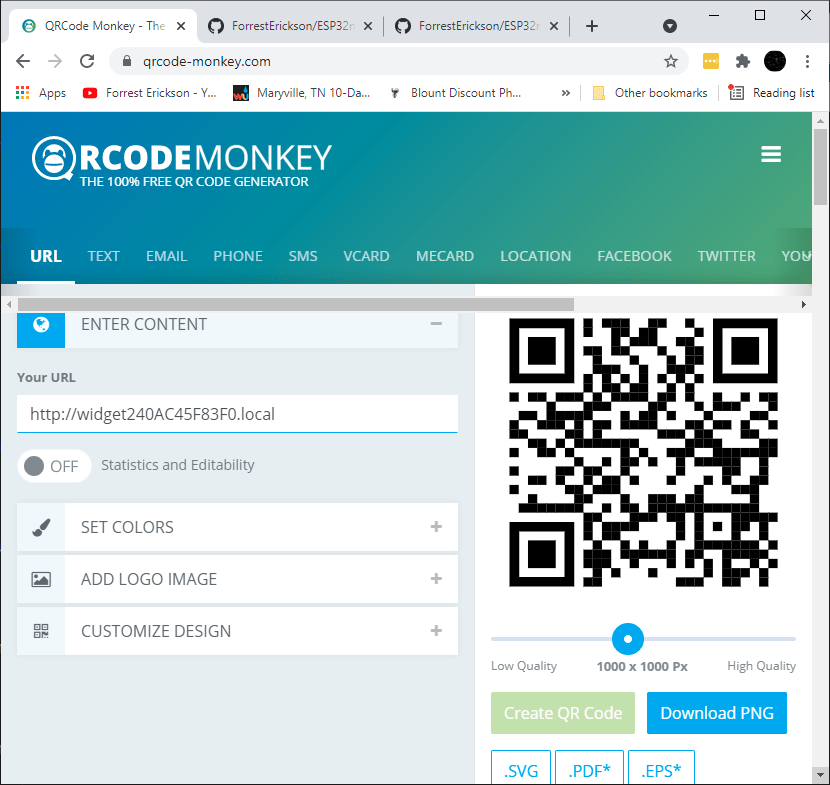 QRCode Monkey - The
ForrestErickson/ESP32
ForrestErickson/ESP32
qrcode-monkey.com
Apps
Forrest Erickson - Y...
Maryville, TN 10-Da...
Blount Discount Ph...
»
Other bookmarks
Reading list
QRCODEMONKEY
THE 100% FREE QR CODE GENERATOR
URL TEXT EMAIL PHONE SMS VCARD MECARD LOCATION FACEBOOK TWITTER YOU
ENTER CONTENT
Your URL
http://widget240AC45F83F0.local
OFF Statistics and Editability
SET COLORS
ADD LOGO IMAGE
CUSTOMIZE DESIGN
Low Quality 1000 x 1000 Px High Quality
Create QR Code Download PNG
.SVG .PDF* .EPS*